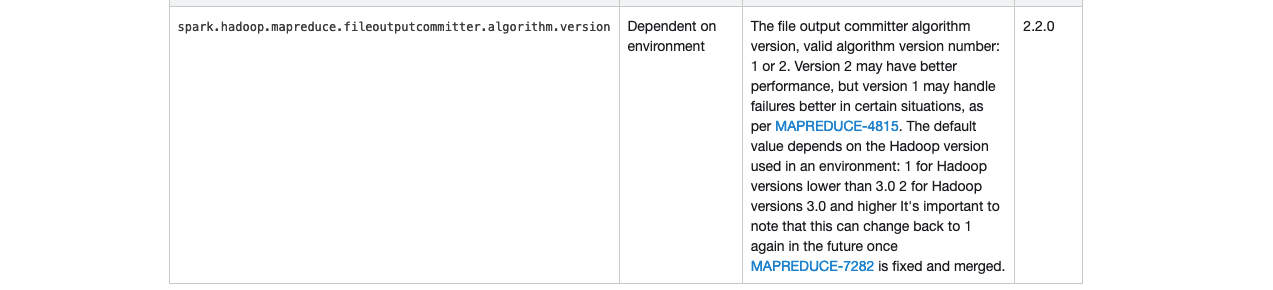 spark.hadoop.mapreduce.fileoutputcommitter.algorithm.version
Dependent on
environment
The file output committer algorithm
version, valid algorithm version number:
1 or 2. Version 2 may have better
performance, but version 1 may handle
failures better in certain situations, as
per MAPREDUCE-4815. The default
value depends on the Hadoop version
used in an environment: 1 for Hadoop
versions lower than 3.0 2 for Hadoop
versions 3.0 and higher It's important to
note that this can change back to 1
again in the future once
MAPREDUCE-7282 is fixed and merged.
2.2.0